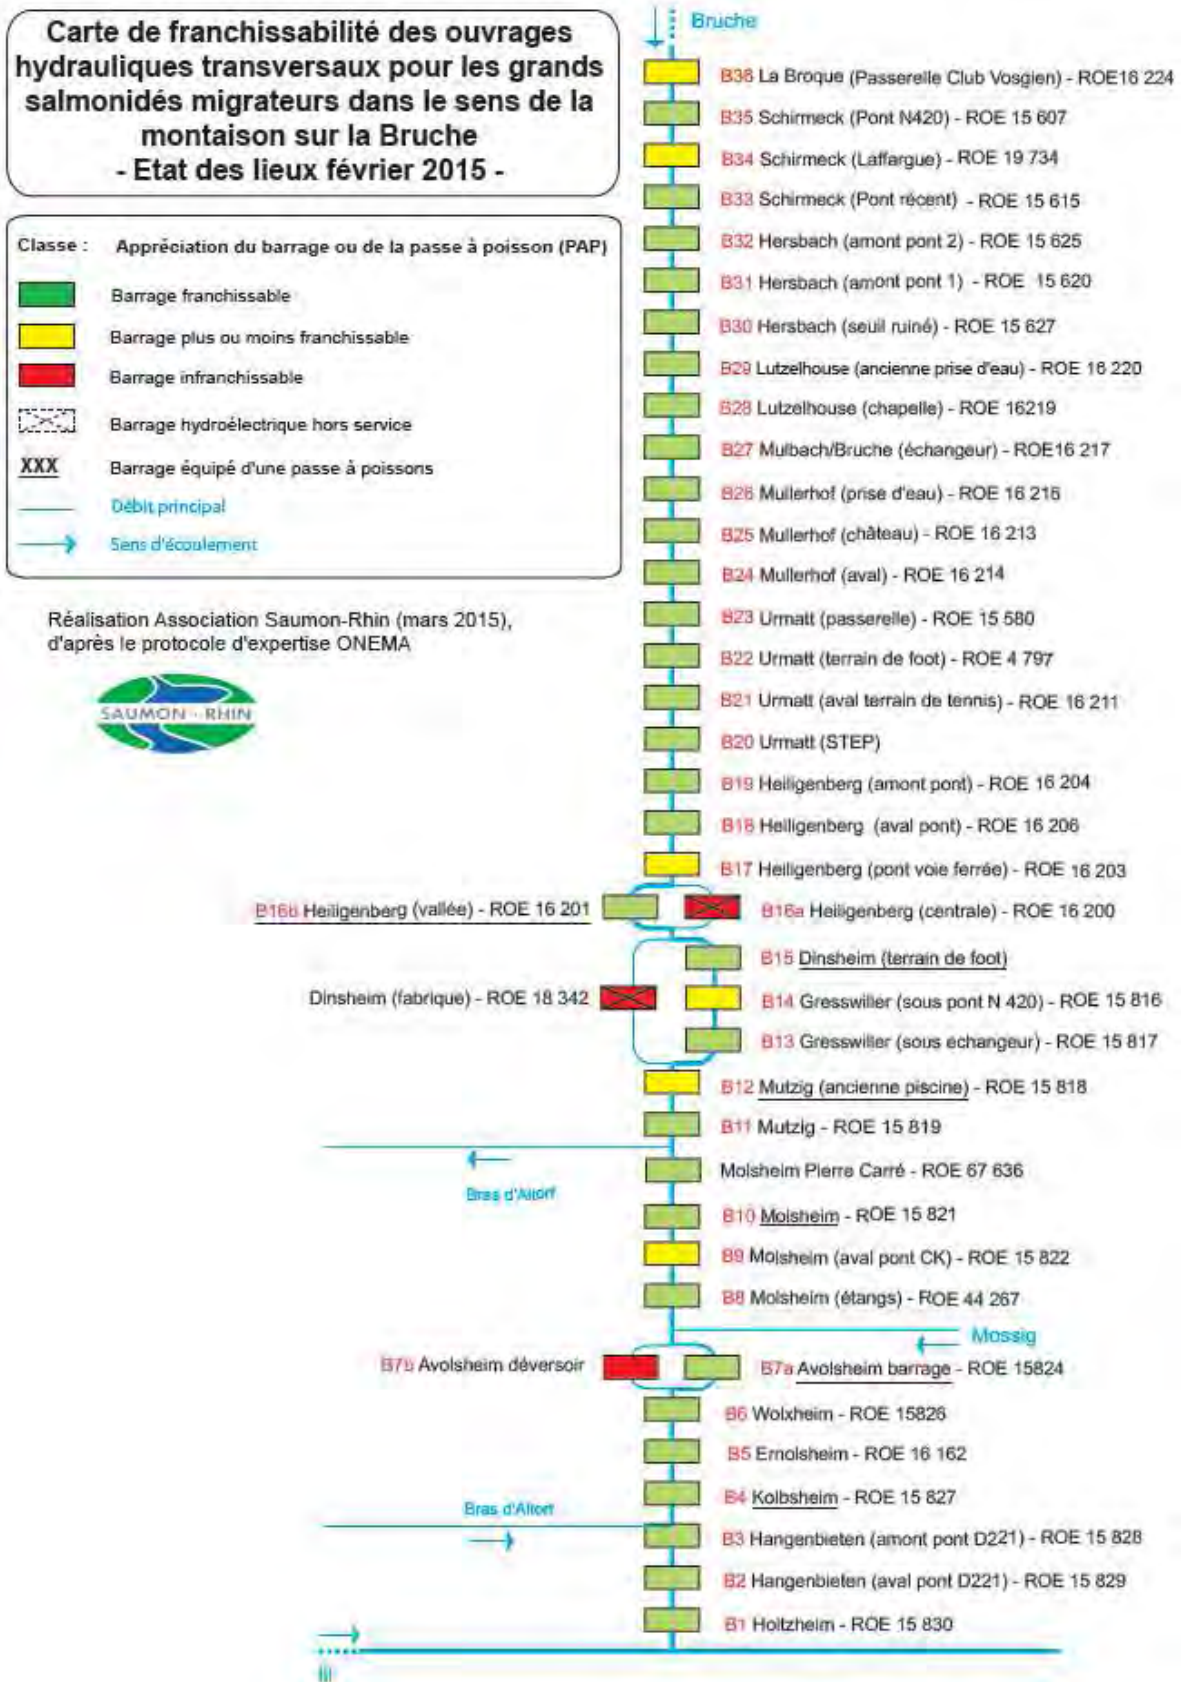 Carte de franchissabilité des ouvrages
hydrauliques transversaux pour les grands
salmonidés migrateurs dans le sens de la
montaison sur la Bruche
- Etat des lieux février 2015 -
Classe : Appréciation du barrage ou de la passe à poisson (PAP)
Barrage franchissable
Barrage plus ou moins franchissable
Barrage infranchissable
Barrage hydroélectrique hors service
XXX Barrage équipé d'une passe à poissons
Débit principal
Sens d'écoulement
Réalisation Association Saumon-Rhin (mars 2015),
d'après le protocole d'expertise ONEMA
SAUMON - RHIN
Bruche
B36 La Broque (Passerelle Club Vosgien) - ROE16 224
B35 Schirmeck (Pont N420) - ROE 15 607
B34 Schirmeck (Laffargue) - ROE 19 734
B33 Schirmeck (Pont récent) - ROE 15 615
B32 Hersbach (amont pont 2) - ROE 15 625
B31 Hersbach (amont pont 1) - ROE 15 620
B30 Hersbach (seuil ruiné) - ROE 15 627
B29 Lutzelhouse (ancienne prise d'eau) - ROE 16 220
B28 Lutzelhouse (chapelle) - ROE 16219
B27 Mulbach/Bruche (échangeur) - ROE16 217
B26 Mullerhof (prise d'eau) - ROE 16 216
B25 Mullerhof (château) - ROE 16 213
B24 Mullerhof (aval) - ROE 16 214
B23 Urmatt (passerelle) - ROE 15 580
B22 Urmatt (terrain de foot) - ROE 4 797
B21 Urmatt (aval terrain de tennis) - ROE 16 211
B20 Urmatt (STEP)
B19 Heiligenberg (amont pont) - ROE 16 204
B18 Heiligenberg (aval pont) - ROE 16 206
B17 Heiligenberg (pont voie ferrée) - ROE 16 203
B16b Heiligenberg (vallée) - ROE 16 201
B16a Heiligenberg (centrale) - ROE 16 200
B15 Dinsheim (terrain de foot)
Dinsheim (fabrique) - ROE 18 342
B14 Gresswiller (sous pont N 420) - ROE 15 816
B13 Gresswiller (sous echangeur) - ROE 15 817
B12 Mutzig (ancienne piscine) - ROE 15 818
B11 Mutzig - ROE 15 819
Molsheim Pierre Carré - ROE 67 636
Bras d'Altorf
B10 Molsheim - ROE 15 821
B9 Molsheim (aval pont CK) - ROE 15 822
B8 Molsheim (étangs) - ROE 44 267
Mossig
B7b Avolsheim déversoir
B7a Avolsheim barrage - ROE 15824
B6 Wolxheim - ROE 15826
B5 Ernolsheim - ROE 16 162
B4 Kolbsheim - ROE 15 827
Bras d'Altorf
B3 Hangenbieten (amont pont D221) - ROE 15 828
B2 Hangenbieten (aval pont D221) - ROE 15 829
B1 Holtzheim - ROE 15 830
Ill